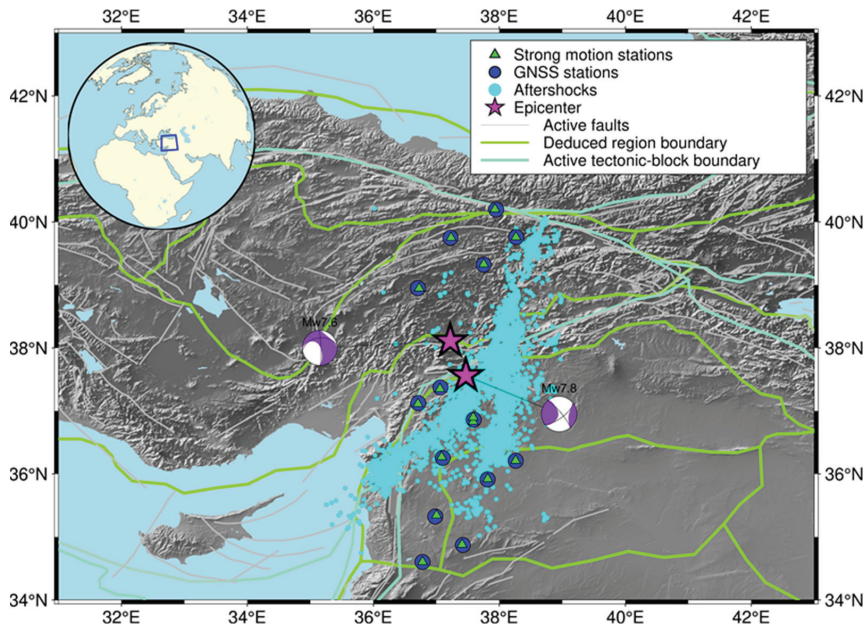 32°E 34°E 36°E 38°E 40°E 42°E
Strong motion stations
GNSS stations
Aftershocks
Epicenter
Active faults
Deduced region boundary
Active tectonic-block boundary
42°N 42°N
40°N 40°N
Mw7.6
38°N 38°N
Mw7.8
36°N 36°N
34°N 34°N
32°E 34°E 36°E 38°E 40°E 42°E